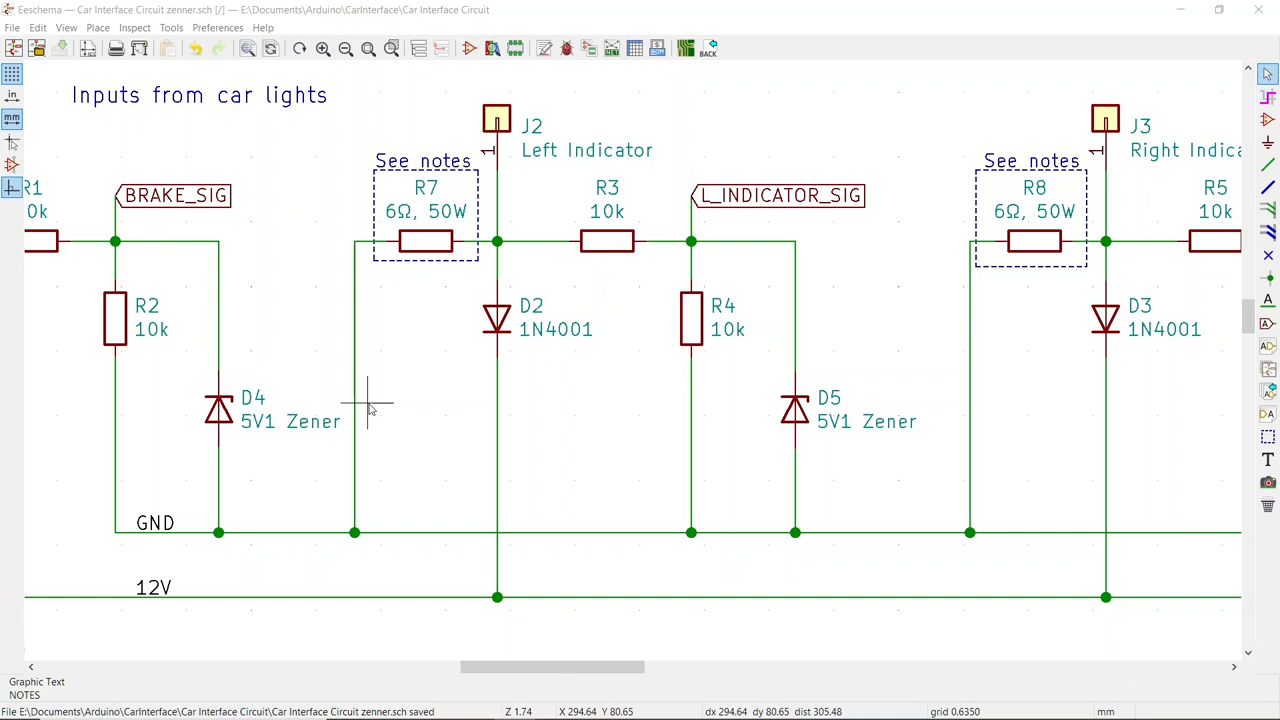 Eeschema — Car Interface Circuit zenner.sch [/] — E:\Documents\Arduino\CarInterface\Car Interface Circuit
File Edit View Place Inspect Tools Preferences Help
BACK
in
mm
Inputs from car lights
J2
Left Indicator
1
J3
Right Indica
1
See notes
R7
6Ω, 50W
See notes
R8
6Ω, 50W
R1
0k
BRAKE_SIG
R3
10k
L_INDICATOR_SIG
R5
10k
R2
10k
D2
1N4001
R4
10k
D3
1N4001
D4
5V1 Zener
D5
5V1 Zener
GND
12V
Graphic Text
NOTES
File E:\Documents\Arduino\CarInterface\Car Interface Circuit\Car Interface Circuit zenner.sch saved Z 1.74 X 294.64 Y 80.65 dx 294.64 dy 80.65 dist 305.48 grid 0.6350 mm